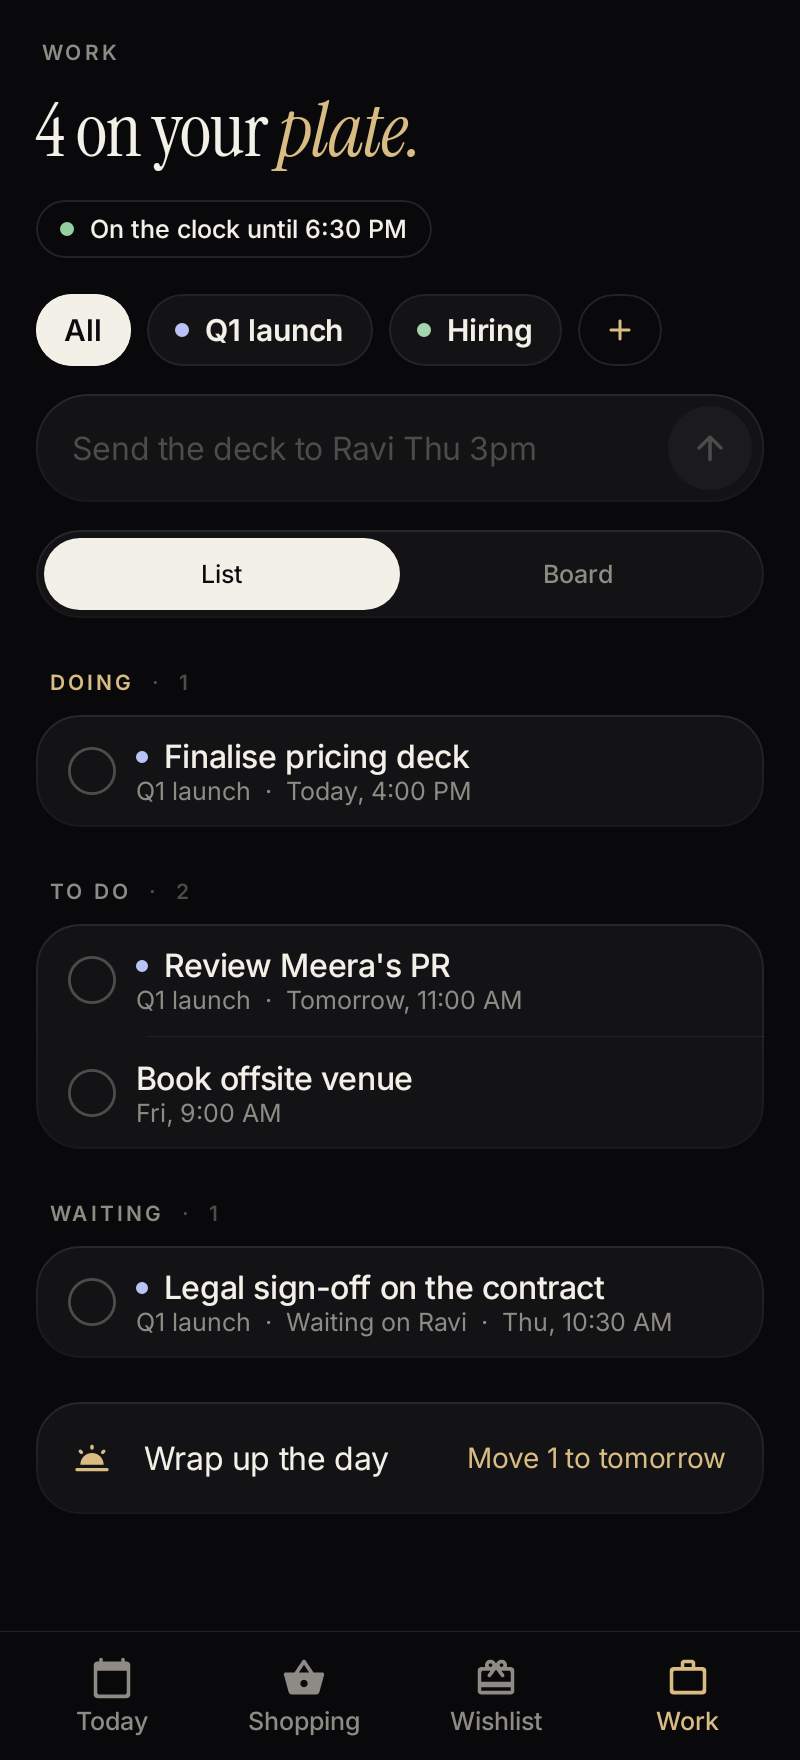 WORK
4 on your plate.
On the clock until 6:30 PM
All
Q1 launch
Hiring
+
Send the deck to Ravi Thu 3pm
List
Board
DOING · 1
Finalise pricing deck
Q1 launch · Today, 4:00 PM
TO DO · 2
Review Meera's PR
Q1 launch · Tomorrow, 11:00 AM
Book offsite venue
Fri, 9:00 AM
WAITING · 1
Legal sign-off on the contract
Q1 launch · Waiting on Ravi · Thu, 10:30 AM
Wrap up the day
Move 1 to tomorrow
Today
Shopping
Wishlist
Work